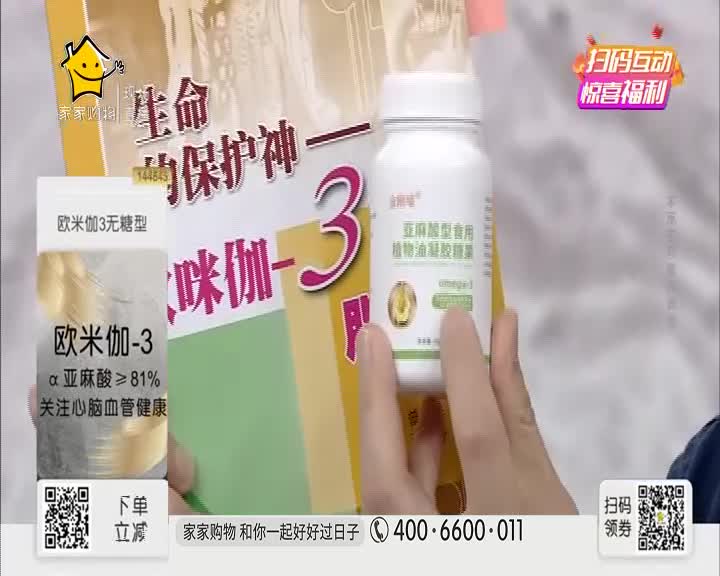 家家购物
扫码互动
惊喜福利
生命
的保护神——
咪伽-3
亚麻酸型食用
植物油凝胶糖果
omega-3
144843
欧米伽3无糖型
欧米伽-3
α亚麻酸≥81%
关注心脑血管健康
下单
立减
家家购物 和你一起好好过日子
400·6600·011
扫码
领券